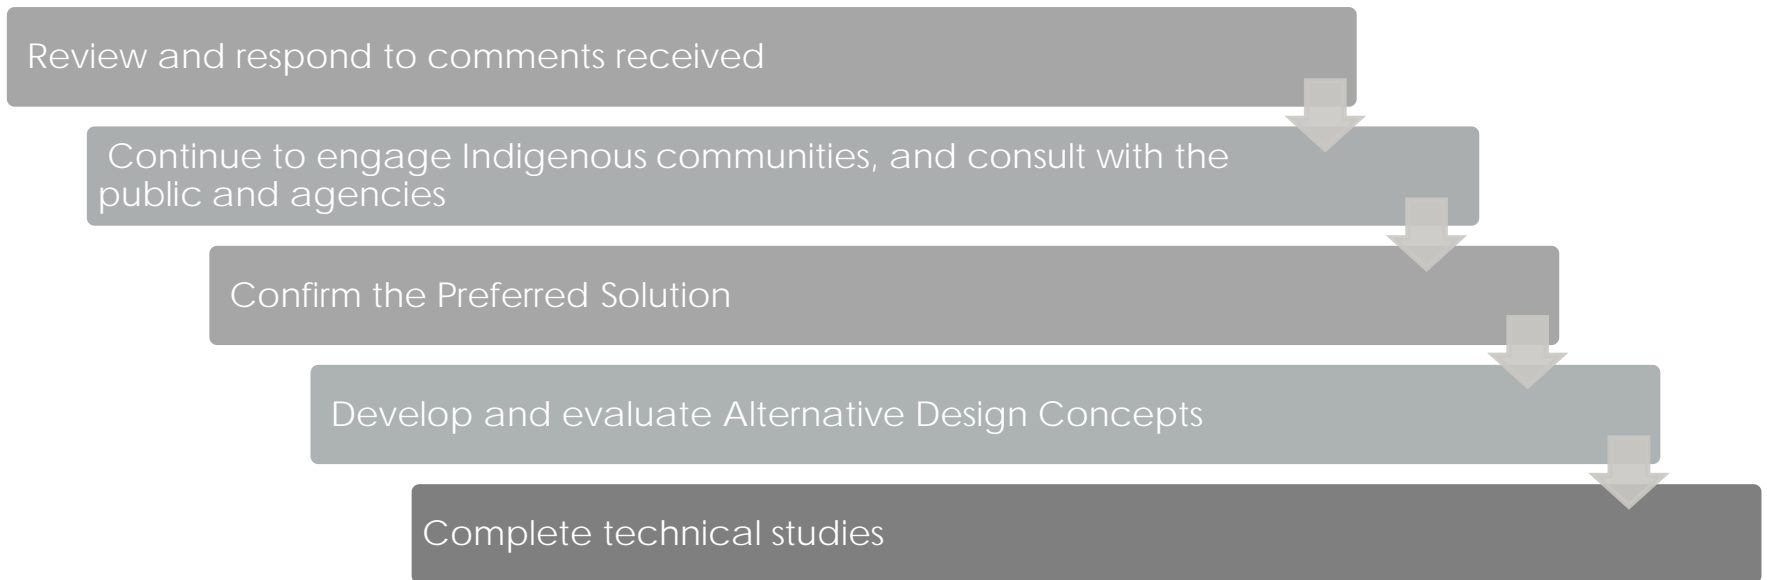 Review and respond to comments received
Continue to engage Indigenous communities, and consult with the
public and agencies
Confirm the Preferred Solution
Develop and evaluate Alternative Design Concepts
Complete technical studies